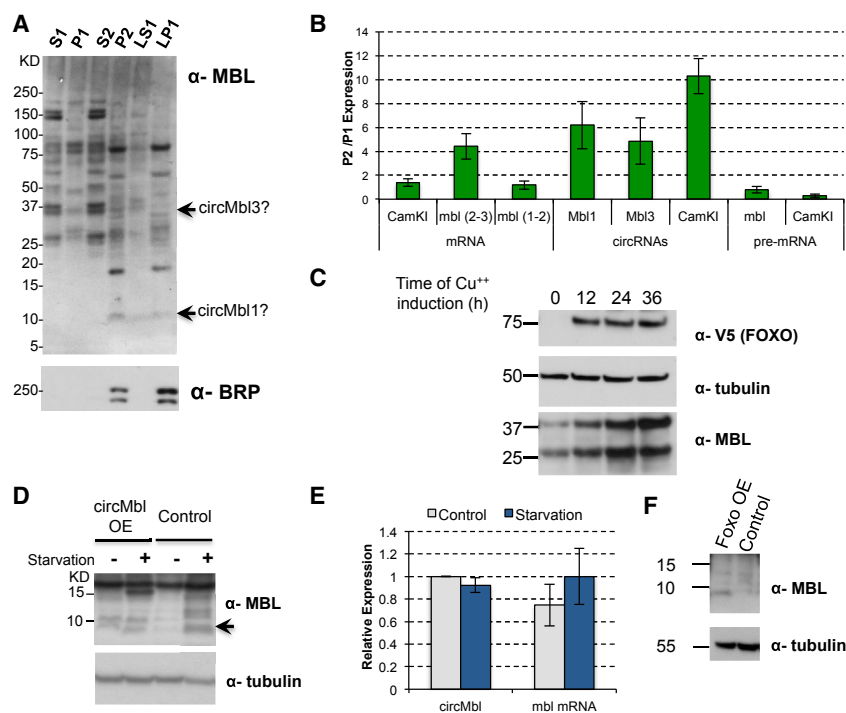 A
S1 P1 S2 P2 LS1 LP1
KD
250
150
100
75
50
37
25
20
15
10
5
α- MBL
circMbl3?
circMbl1?
250
α- BRP
B
P2 /P1 Expression
14
12
10
8
6
4
2
0
CamKI mbl (2-3) mbl (1-2) Mbl1 Mbl3 CamKI mbl CamKI
mRNA circRNAs pre-mRNA
C
Time of Cu++
induction (h)
0 12 24 36
75
α- V5 (FOXO)
50
α- tubulin
37
25
α- MBL
D
circMbl
OE
Control
Starvation - + - +
KD
15
10
α- MBL
α- tubulin
E
Control Starvation
Relative Expression
1.4
1.2
1
0.8
0.6
0.4
0.2
0
circMbl mbl mRNA
F
Foxo OE
Control
15
10
α- MBL
55
α- tubulin